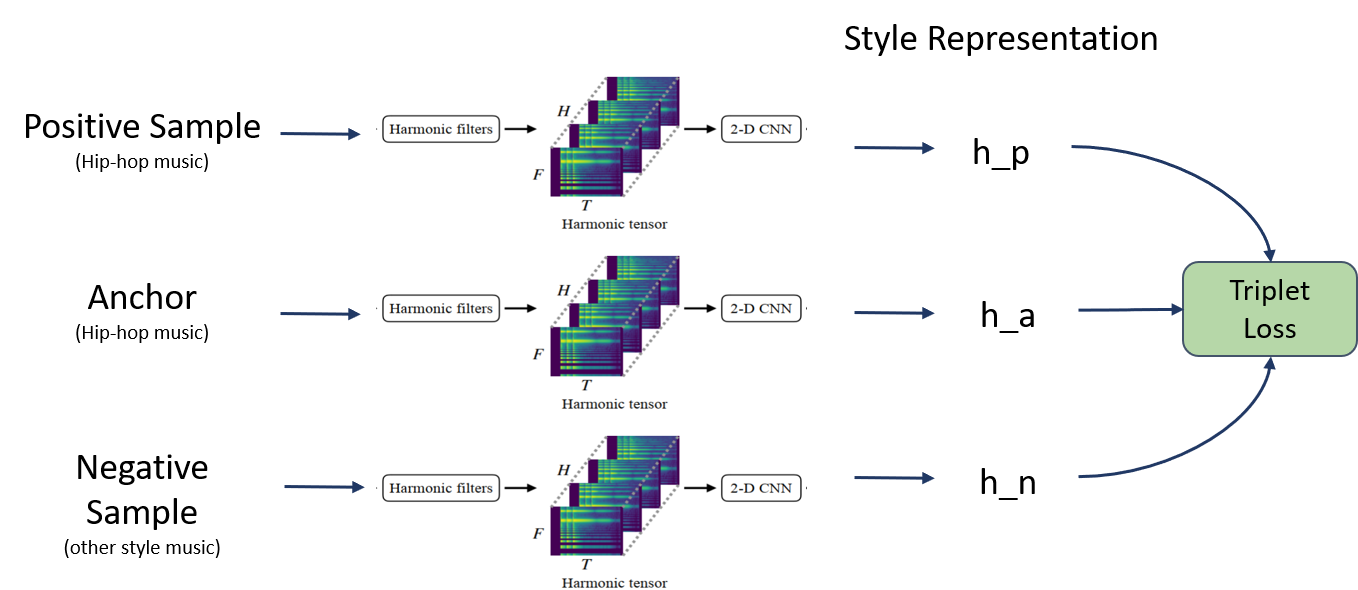 Style Representation
Positive Sample
(Hip-hop music)
Harmonic filters
H
F
T
Harmonic tensor
2-D CNN
h_p
Anchor
(Hip-hop music)
Harmonic filters
H
F
T
Harmonic tensor
2-D CNN
h_a
Triplet
Loss
Negative
Sample
(other style music)
Harmonic filters
H
F
T
Harmonic tensor
2-D CNN
h_n